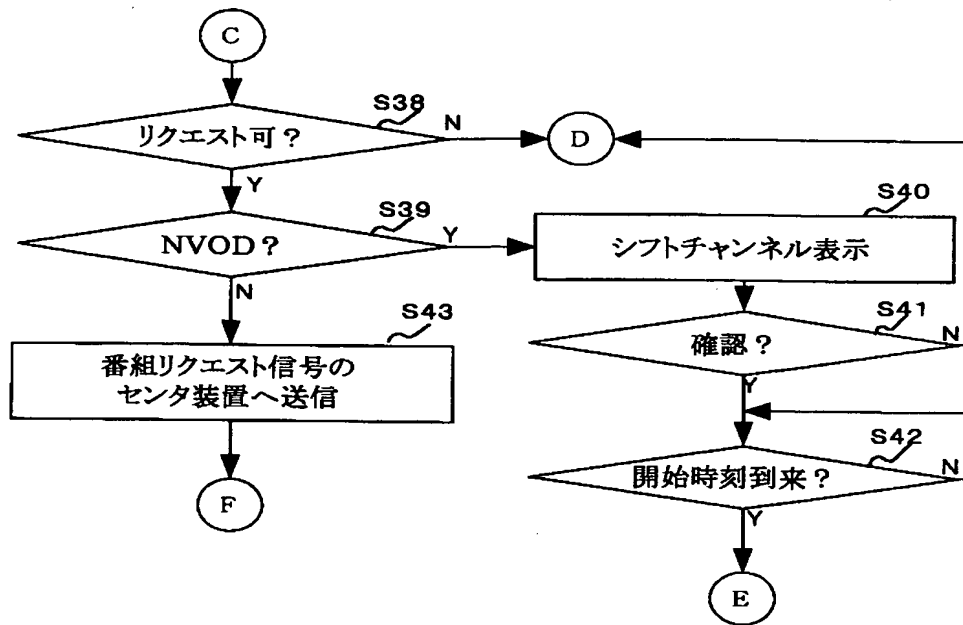 C
S38
リクエスト可？
N
D
Y
S39
NVOD？
Y
S40
シフトチャンネル表示
N
S41
確認？
N
Y
S43
番組リクエスト信号の
センタ装置へ送信
S42
開始時刻到来？
N
Y
F
E